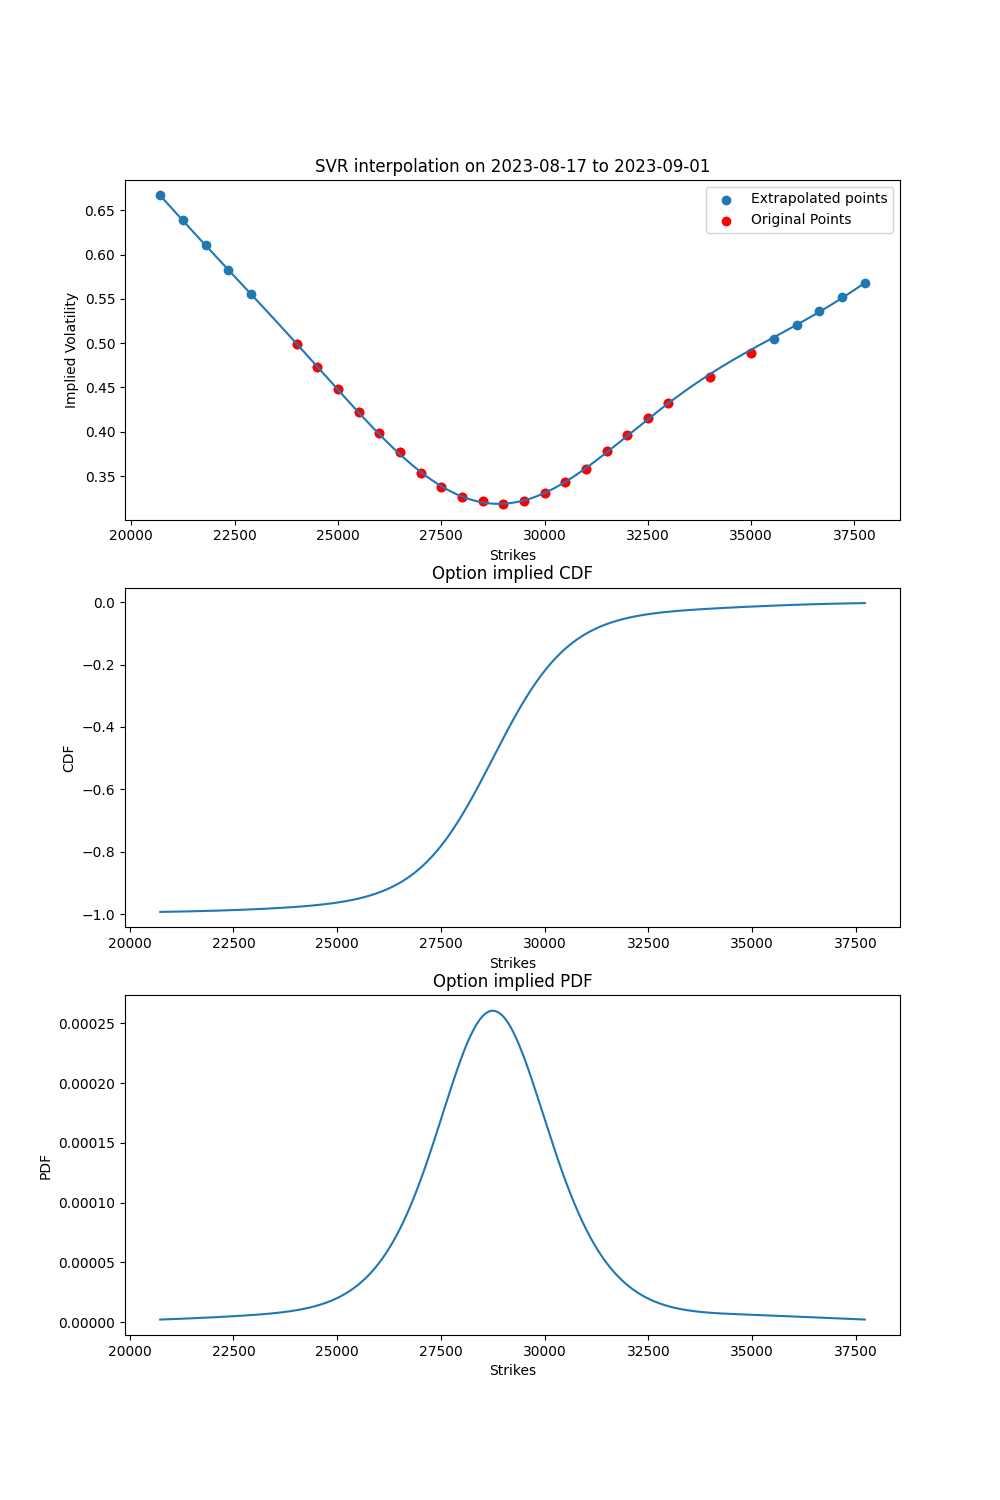 SVR interpolation on 2023-08-17 to 2023-09-01
Extrapolated points
Original Points
0.65
0.60
0.55
0.50
0.45
0.40
0.35
Implied Volatility
20000 22500 25000 27500 30000 32500 35000 37500
Strikes
Option implied CDF
0.0
−0.2
−0.4
−0.6
−0.8
−1.0
CDF
20000 22500 25000 27500 30000 32500 35000 37500
Strikes
Option implied PDF
0.00025
0.00020
0.00015
0.00010
0.00005
0.00000
PDF
20000 22500 25000 27500 30000 32500 35000 37500
Strikes